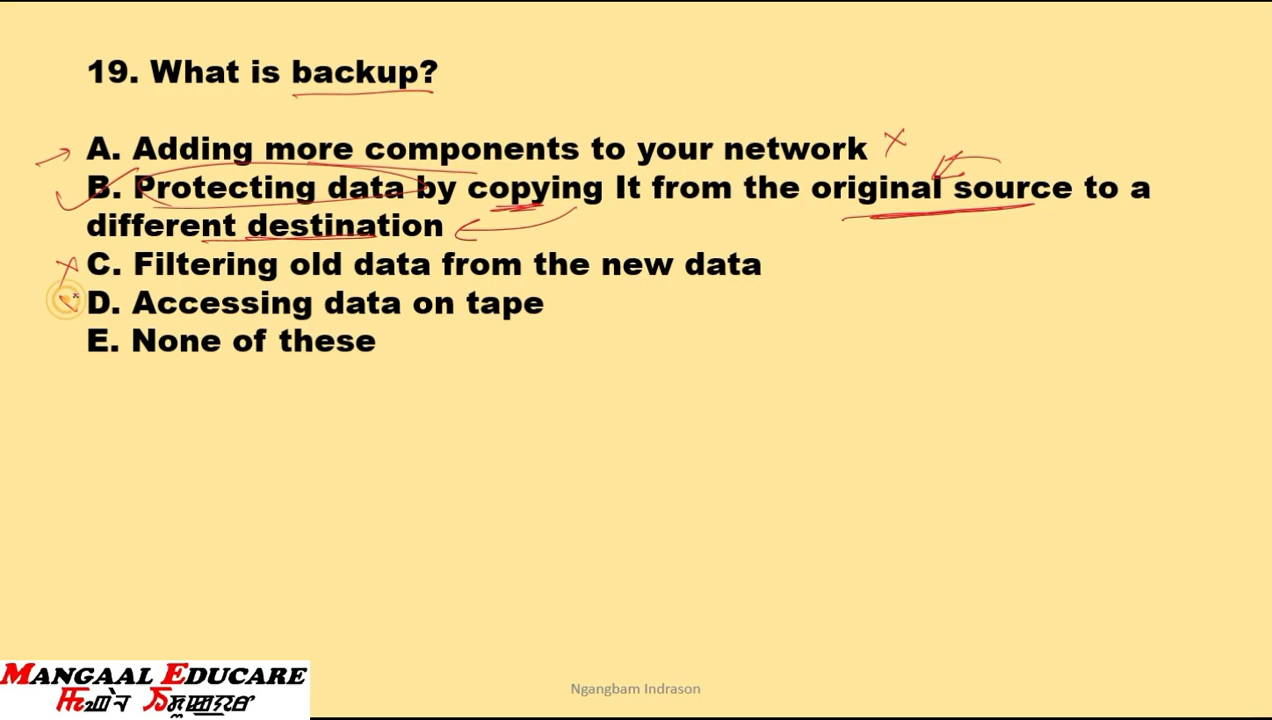 19. What is backup?
A. Adding more components to your network
B. Protecting data by copying It from the original source to a
different destination
C. Filtering old data from the new data
D. Accessing data on tape
E. None of these
MANGAAL EDUCARE
Ngangbam Indrason